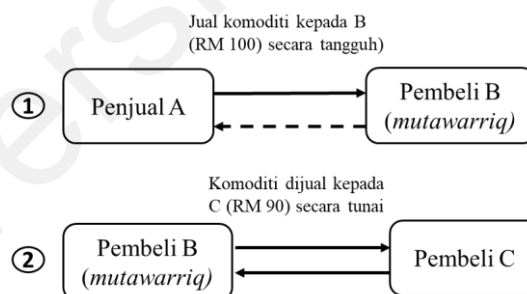 Jual komoditi kepada B
(RM 100) secara tangguh)
1
Penjual A
Pembeli B
(mutawarriq)
Komoditi dijual kepada
C (RM 90) secara tunai
2
Pembeli B
(mutawarriq)
Pembeli C